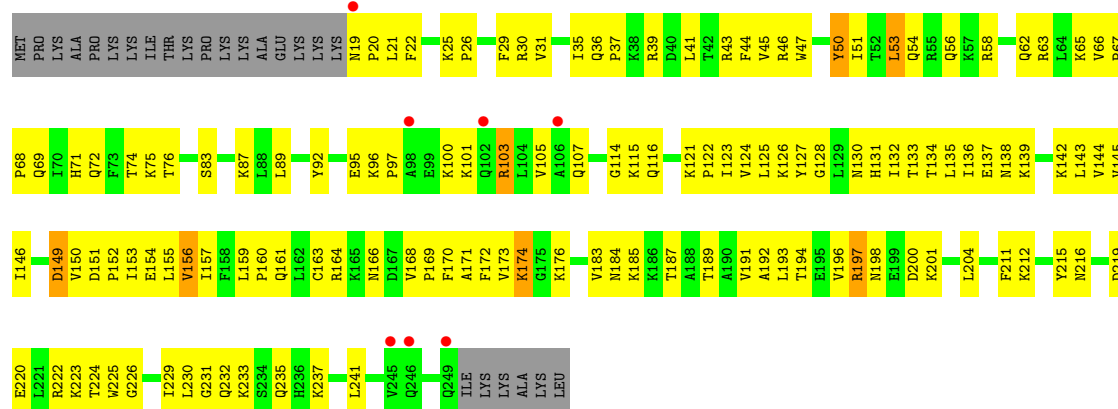 MET PRO LYS ALA PRO LYS LYS ILE THR LYS PRO LYS LYS ALA GLU LYS LYS LYS N19 P20 L21 F22 K25 P26 F29 R30 V31 I35 Q36 P37 K38 R39 D40 L41 T42 R43 F44 V45 R46 W47 Y50 I51 T52 L53 Q54 R55 Q56 K57 R58 Q62 R63 L64 K65 V66 P67
P68 Q69 I70 H71 Q72 F73 T74 K75 T76 S83 K87 L88 L89 Y92 E95 K96 P97 A98 E99 K100 K101 Q102 R103 L104 V105 A106 Q107 G114 K115 Q116 K121 P122 I123 V124 L125 K126 Y127 G128 L129 N130 H131 I132 T133 T134 L135 I136 E137 N138 K139 K142 L143 V144 V145
I146 D149 V150 D151 P152 I153 E154 L155 V156 I157 F158 L159 P160 Q161 L162 C163 R164 K165 N166 D167 V168 P169 F170 A171 F172 V173 K174 G175 K176 V183 N184 K185 K186 T187 A188 T189 A190 V191 A192 L193 T194 E195 V196 R197 N198 E199 D200 K201 L204 F211 K212 Y215 N216 D219
E220 L221 R222 K223 T224 W225 G226 I229 L230 G231 Q232 K233 S234 Q235 H236 K237 L241 V245 Q246 Q249 ILE LYS LYS ALA LYS LEU